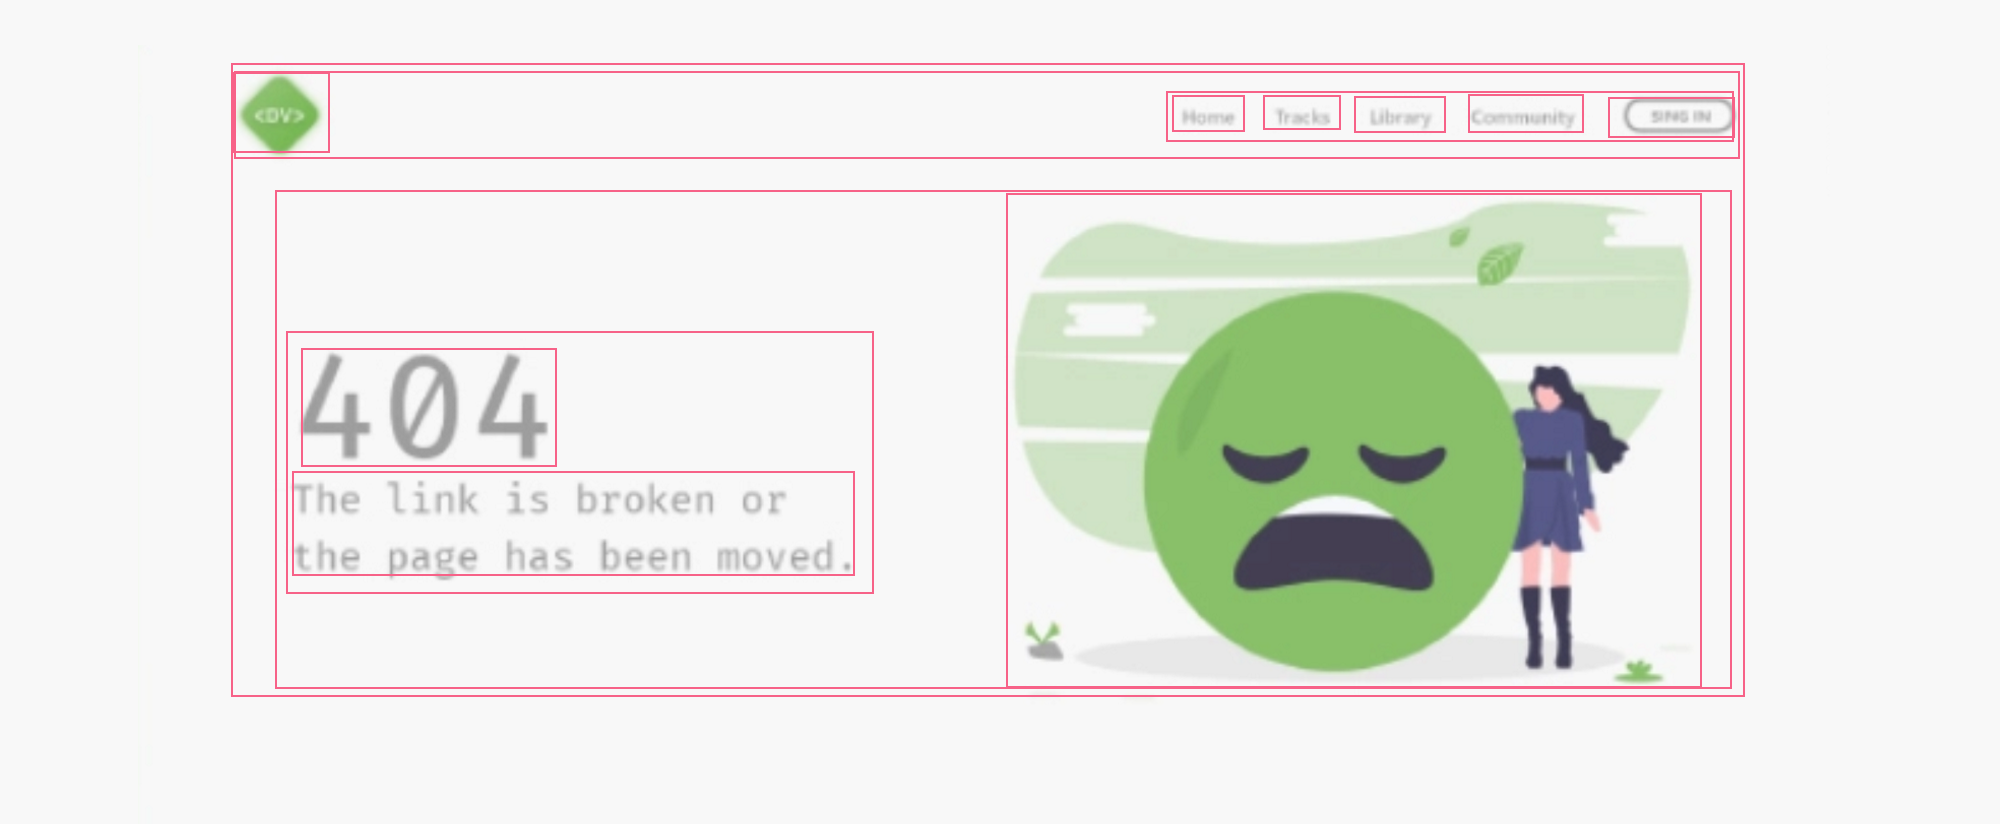 <DV>
Home
Tracks
Library
Community
SING IN
404
The link is broken or
the page has been moved.